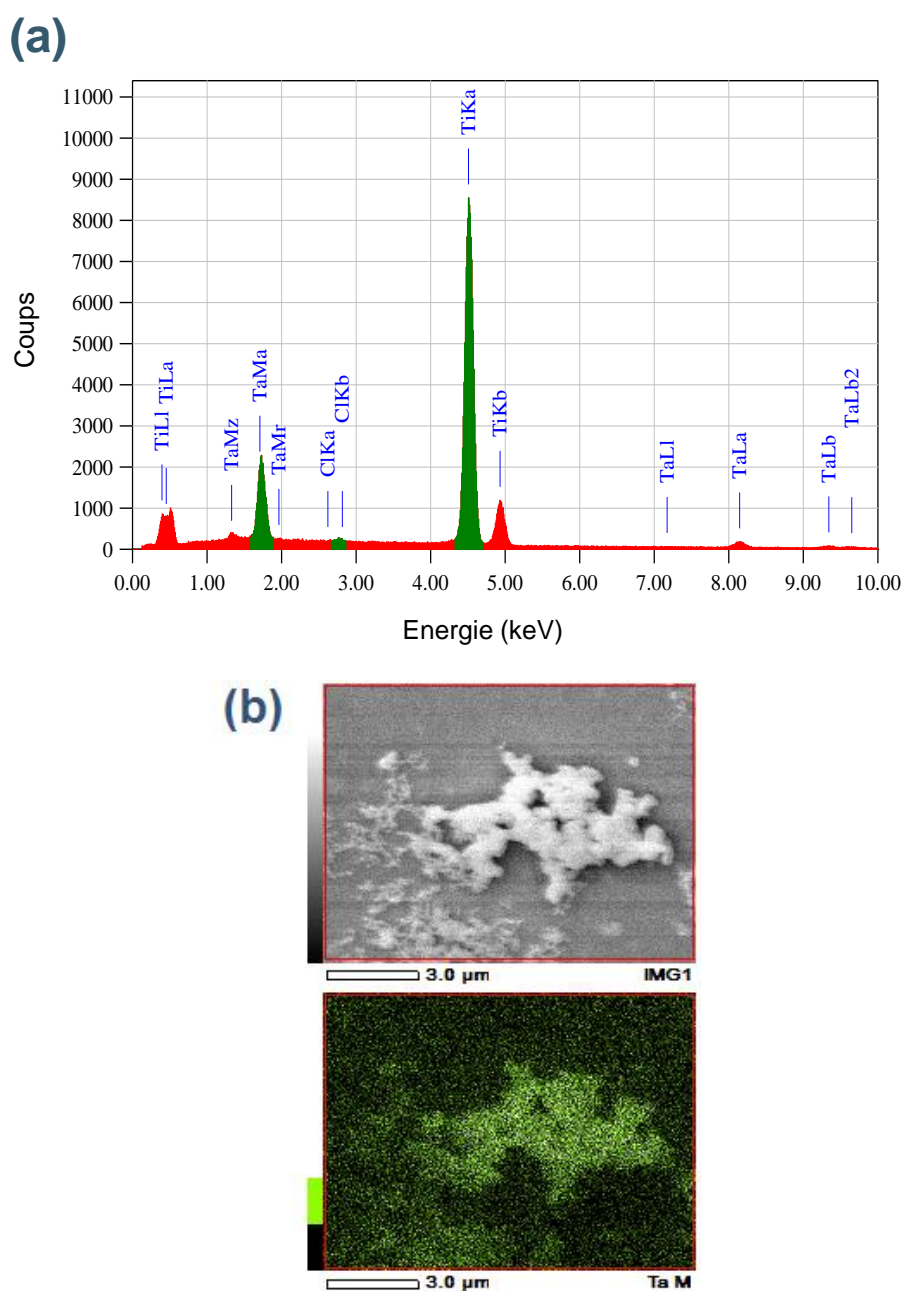 (a)
11000
10000
9000
8000
7000
6000
5000
4000
3000
2000
1000
0
Coups
TiLl
TiLa
TaMz
TaMa
TaMr
ClKa
ClKb
TiKa
TiKb
TaLl
TaLa
TaLb
TaLb2
0.00 1.00 2.00 3.00 4.00 5.00 6.00 7.00 8.00 9.00 10.00
Energie (keV)
(b)
3.0 µm IMG1
3.0 µm Ta M